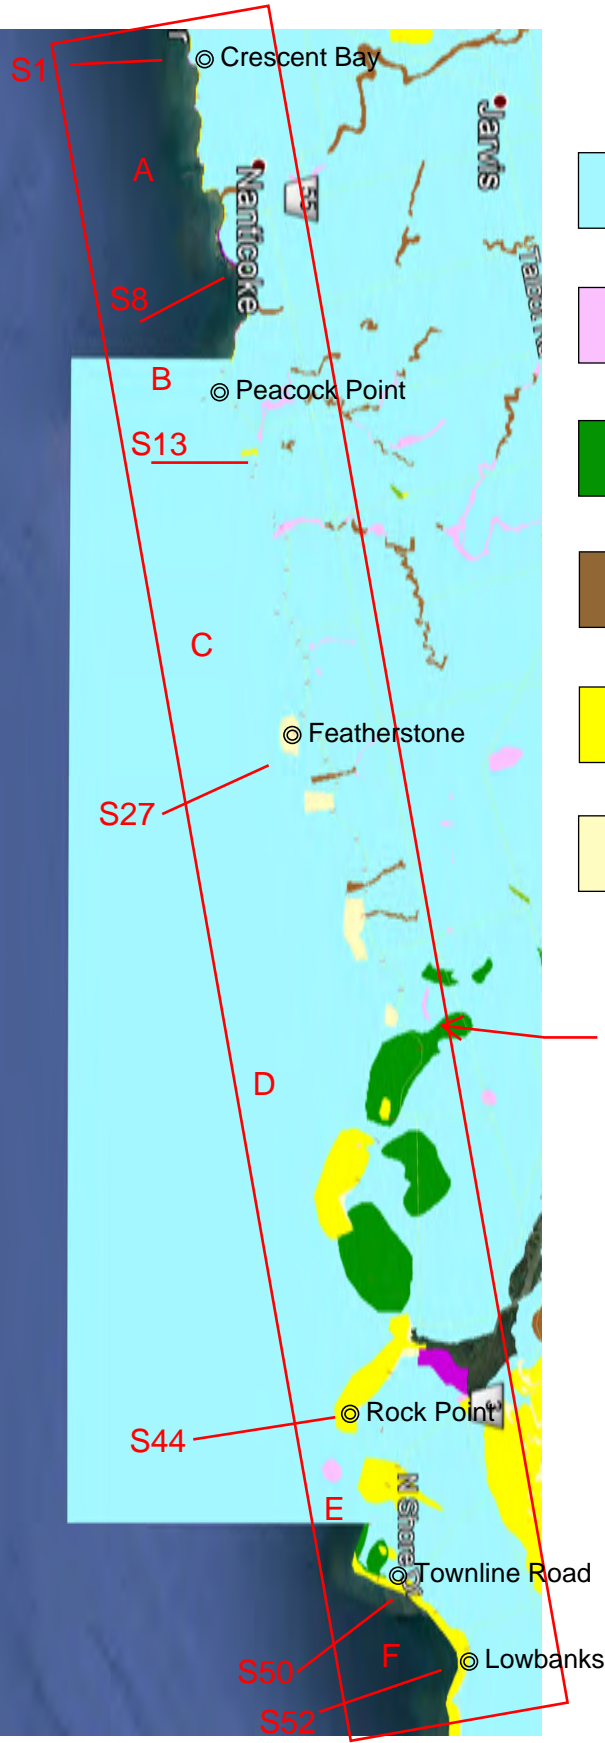 S1
Crescent Bay
A
Jarvis
Nanticoke
55
S8
B
Peacock Point
S13
C
Featherstone
S27
D
Rock Point
3
S44
E
N Shore
Townline Road
F
S50
Lowbanks
S52